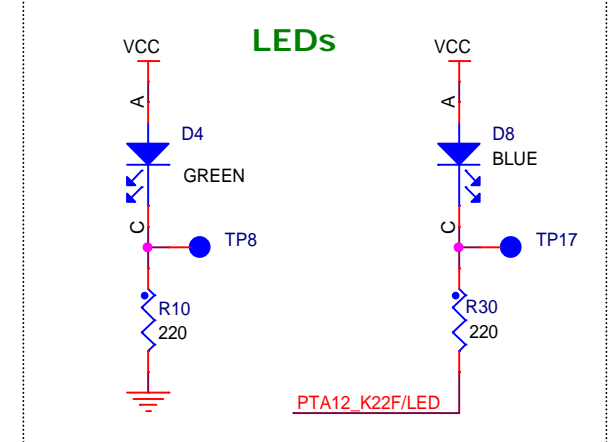 LEDs
VCC
VCC
A
A
D4
GREEN
D8
BLUE
C
C
TP8
TP17
R10
220
R30
220
PTA12_K22F/LED